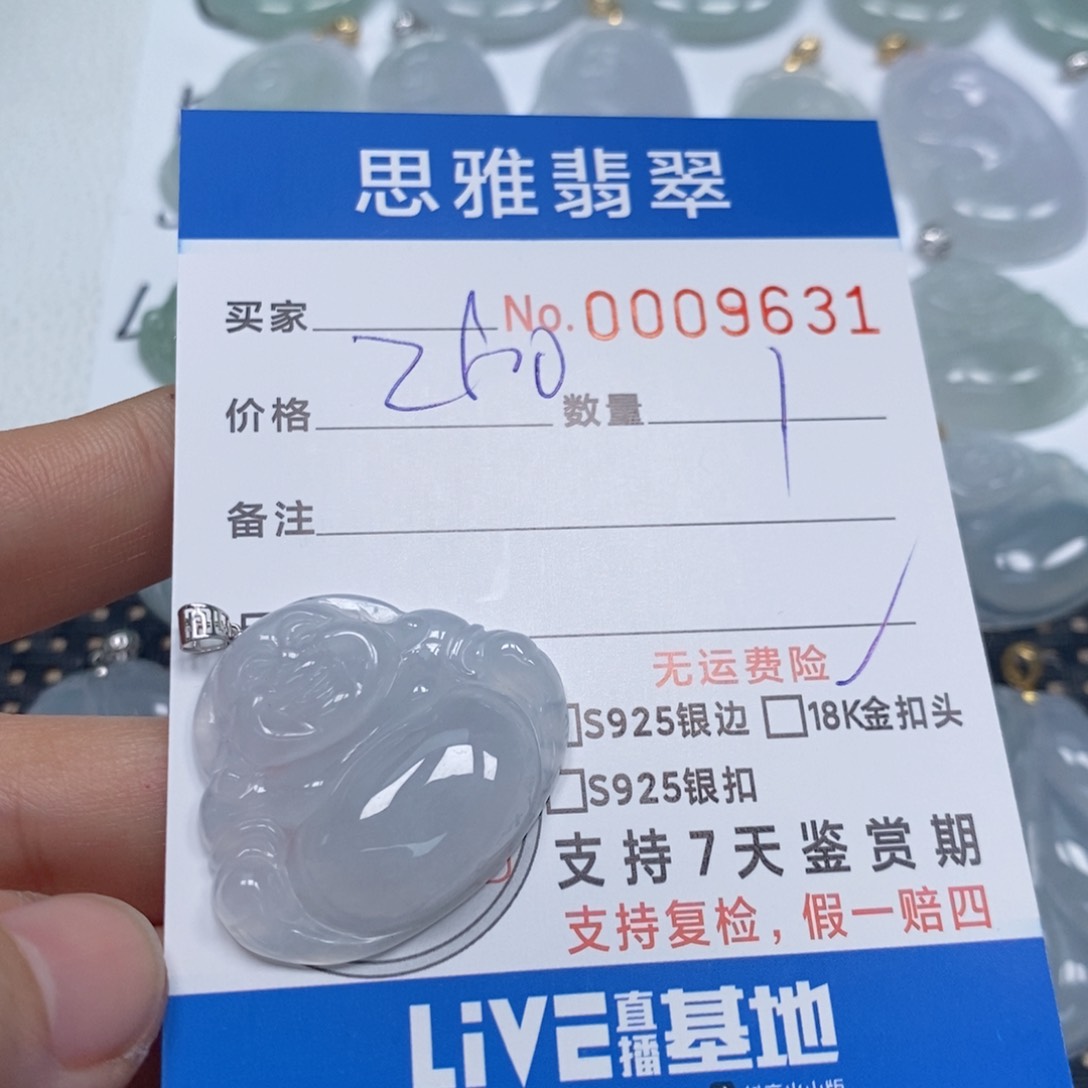 思雅翡翠
买家 No.0009631
价格 数量 1
备注
无运费险
S925银边 18K金扣头
S925银扣
支持7天鉴赏期
支持复检，假一赔四
LiVE直播基地